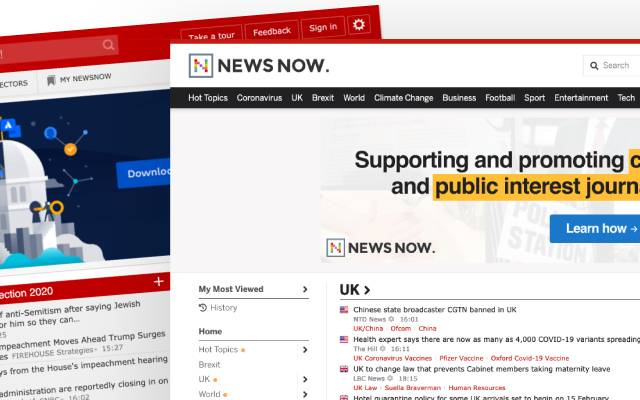 Take a tour Feedback Sign in
MY NEWSNOW
NEWS NOW.
Search
Hot Topics Coronavirus UK Brexit World Climate Change Business Football Sport Entertainment Tech
Supporting and promoting
and public interest
Learn how →
NEWS NOW.
POLICE
STATION
2020
of anti-Semitism after saying Jewish
for him so they can...
Impeachment Moves Ahead Trump Surges
FIREHOUSE Strategies · 15:27
from the House's impeachment hearing
administration are reportedly closing in on
16:02
My Most Viewed
History
Home
Hot Topics
Brexit
UK
World
UK
Chinese state broadcaster CGTN banned in UK
NTD News 16:01
UK/China · Ofcom · China
Health expert says there are now as many as 4,000 COVID-19 variants spreading
The Hill 16:11
UK Coronavirus Vaccines · Pfizer Vaccine · Oxford Covid-19 Vaccine
UK to change law that prevents Cabinet members taking maternity leave
LBC News 18:15
UK Law · Suella Braverman · Human Resources
Hotel quarantine policy for some UK arrivals set to begin on 15 February